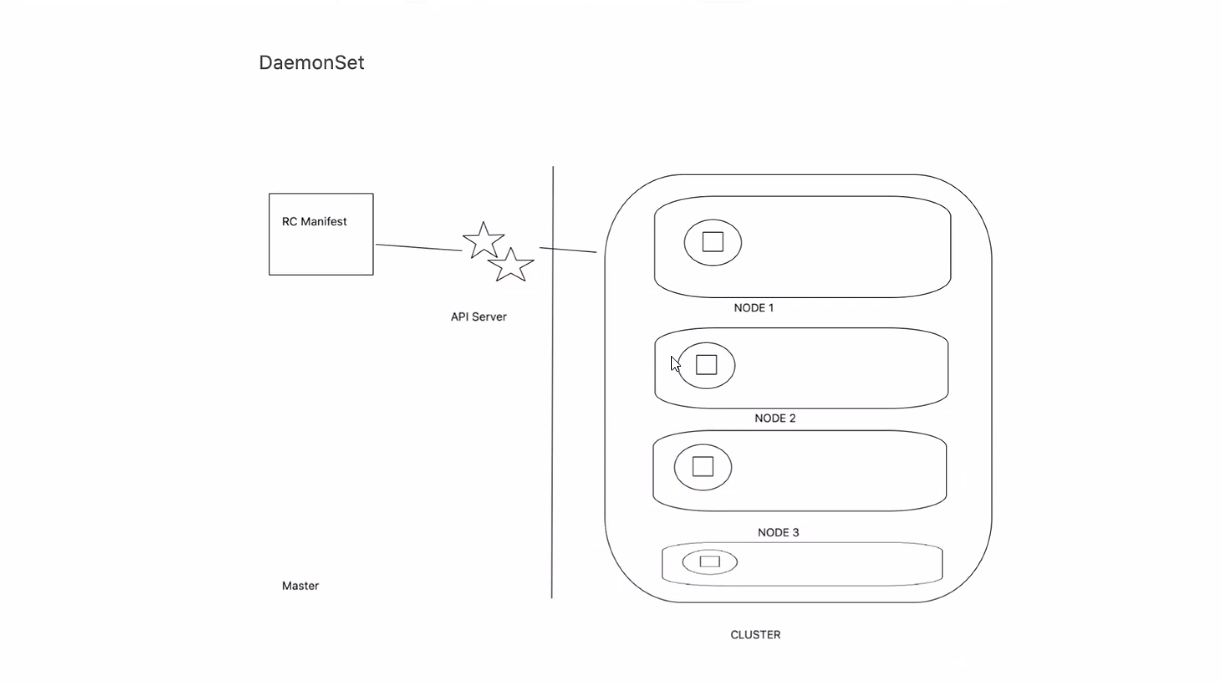 DaemonSet
RC Manifest
API Server
Master
NODE 1
NODE 2
NODE 3
CLUSTER